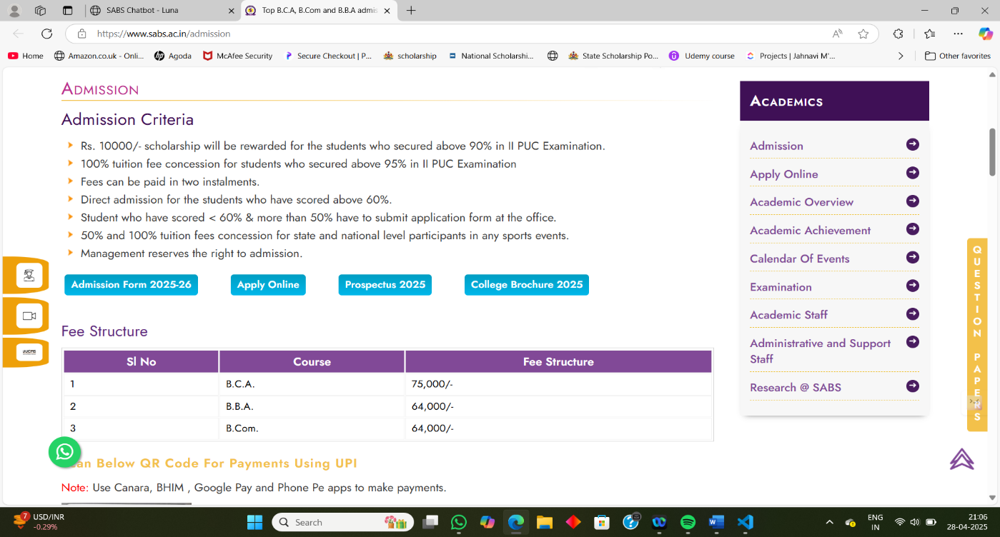 SABS Chatbot - Luna
Top B.C.A, B.Com and B.B.A admis
https://www.sabs.ac.in/admission
Home
Amazon.co.uk - Onli...
Agoda
McAfee Security
Secure Checkout | P...
scholarship
National Scholarshi...
State Scholarship Po...
Udemy course
Projects | Jahnavi M'...
Other favorites
Admission
Admission Criteria
Rs. 10000/- scholarship will be rewarded for the students who secured above 90% in II PUC Examination.
100% tuition fee concession for students who secured above 95% in II PUC Examination
Fees can be paid in two instalments.
Direct admission for the students who have scored above 60%.
Student who have scored < 60% & more than 50% have to submit application form at the office.
50% and 100% tuition fees concession for state and national level participants in any sports events.
Management reserves the right to admission.
Admission Form 2025-26
Apply Online
Prospectus 2025
College Brochure 2025
Fee Structure
Sl No Course Fee Structure
1 B.C.A. 75,000/-
2 B.B.A. 64,000/-
3 B.Com. 64,000/-
an Below QR Code For Payments Using UPI
Note: Use Canara, BHIM , Google Pay and Phone Pe apps to make payments.
Academics
Admission
Apply Online
Academic Overview
Academic Achievement
Calendar Of Events
Examination
Academic Staff
Administrative and Support
Staff
Research @ SABS
QUESTION PAPERS
UUCMS
7
USD/INR
-0.29%
Search
ENG
IN
21:06
28-04-2025